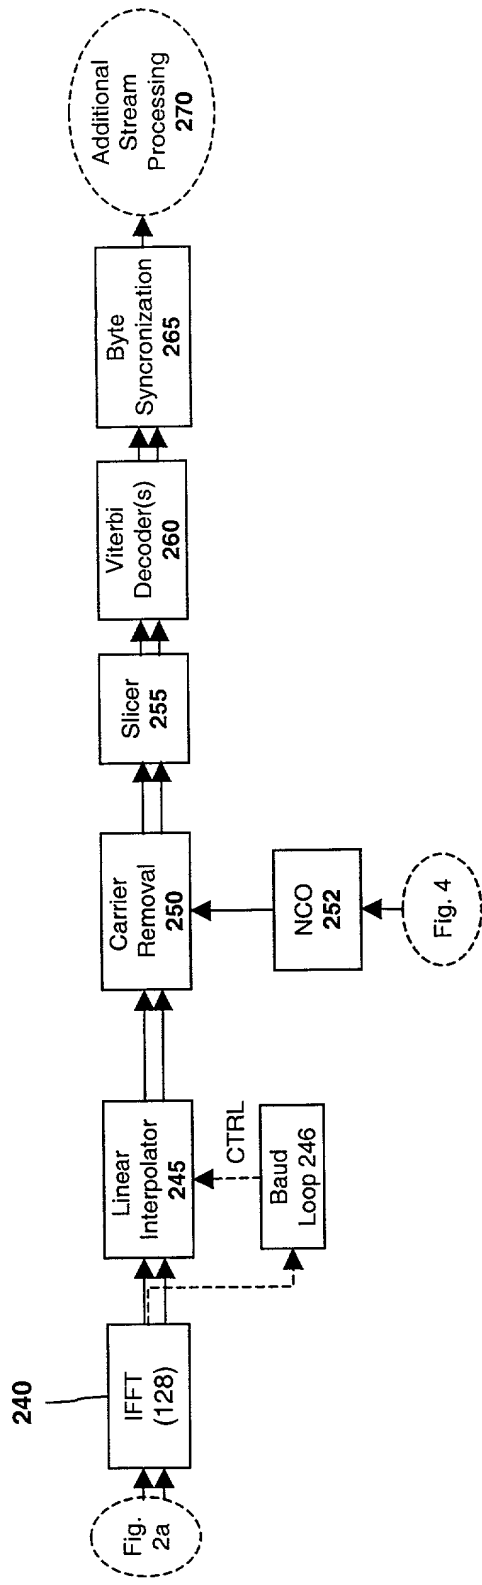 Fig.
2a
240
IFFT
(128)
Linear
Interpolator
245
CTRL
Baud
Loop 246
Carrier
Removal
250
NCO
252
Fig. 4
Slicer
255
Viterbi
Decoder(s)
260
Byte
Syncronization
265
Additional
Stream
Processing
270